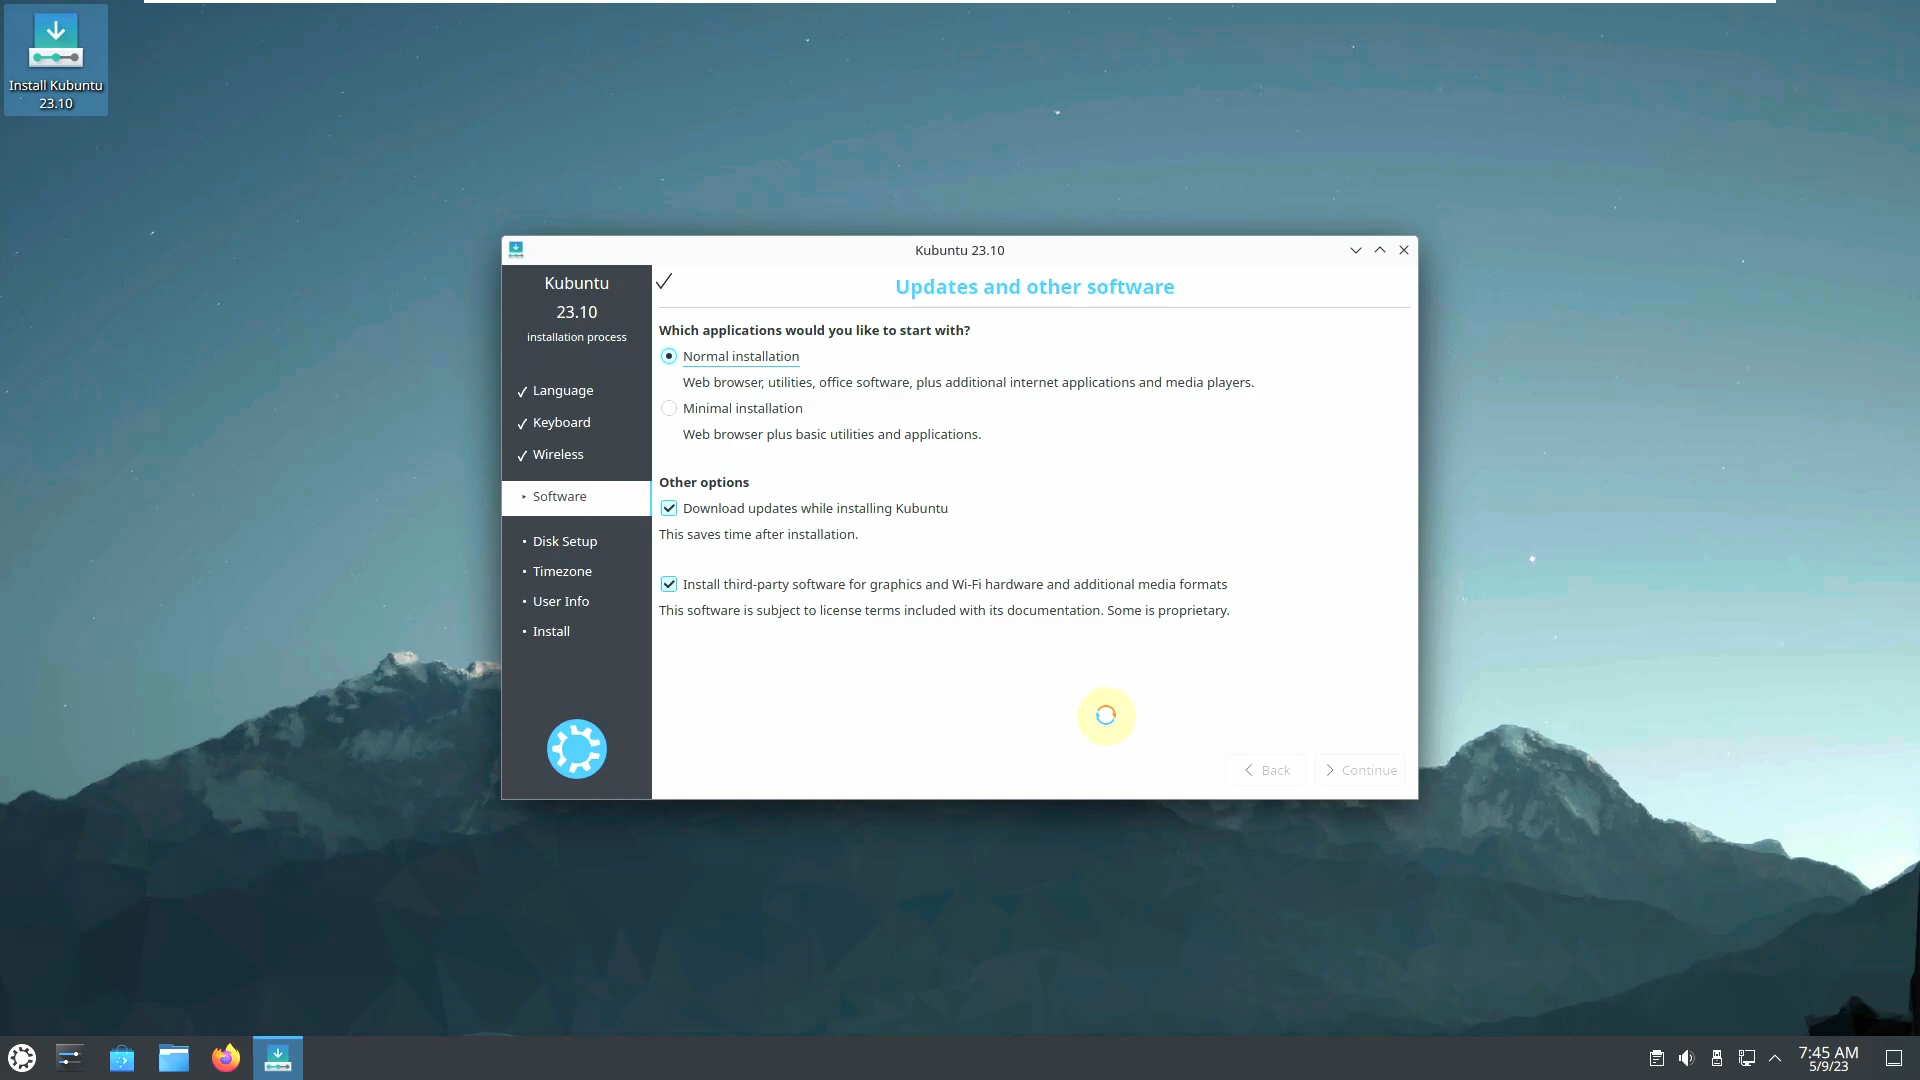 Install Kubuntu
23.10
Kubuntu 23.10
Kubuntu
23.10
installation process
Language
Keyboard
Wireless
Software
Disk Setup
Timezone
User Info
Install
Updates and other software
Which applications would you like to start with?
Normal installation
Web browser, utilities, office software, plus additional internet applications and media players.
Minimal installation
Web browser plus basic utilities and applications.
Other options
Download updates while installing Kubuntu
This saves time after installation.
Install third-party software for graphics and Wi-Fi hardware and additional media formats
This software is subject to license terms included with its documentation. Some is proprietary.
Back
Continue
7:45 AM
5/9/23